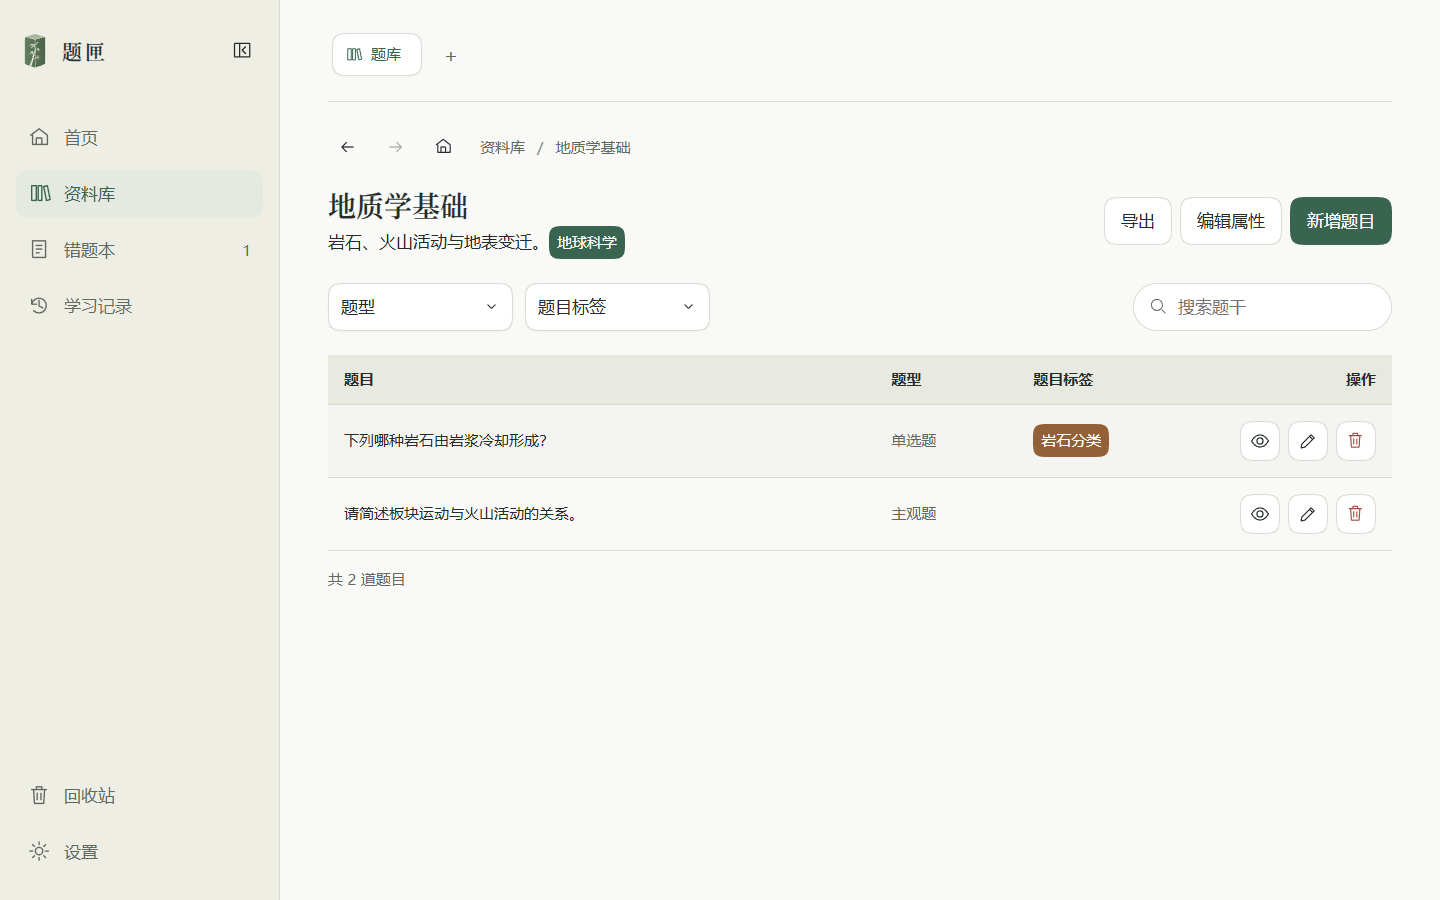 题匣
首页
资料库
错题本 1
学习记录
回收站
设置
题库 +
资料库 / 地质学基础
地质学基础
岩石、火山活动与地表变迁。 地球科学
导出 编辑属性 新增题目
题型 题目标签 搜索题干
题目 题型 题目标签 操作
下列哪种岩石由岩浆冷却形成？ 单选题 岩石分类
请简述板块运动与火山活动的关系。 主观题
共 2 道题目